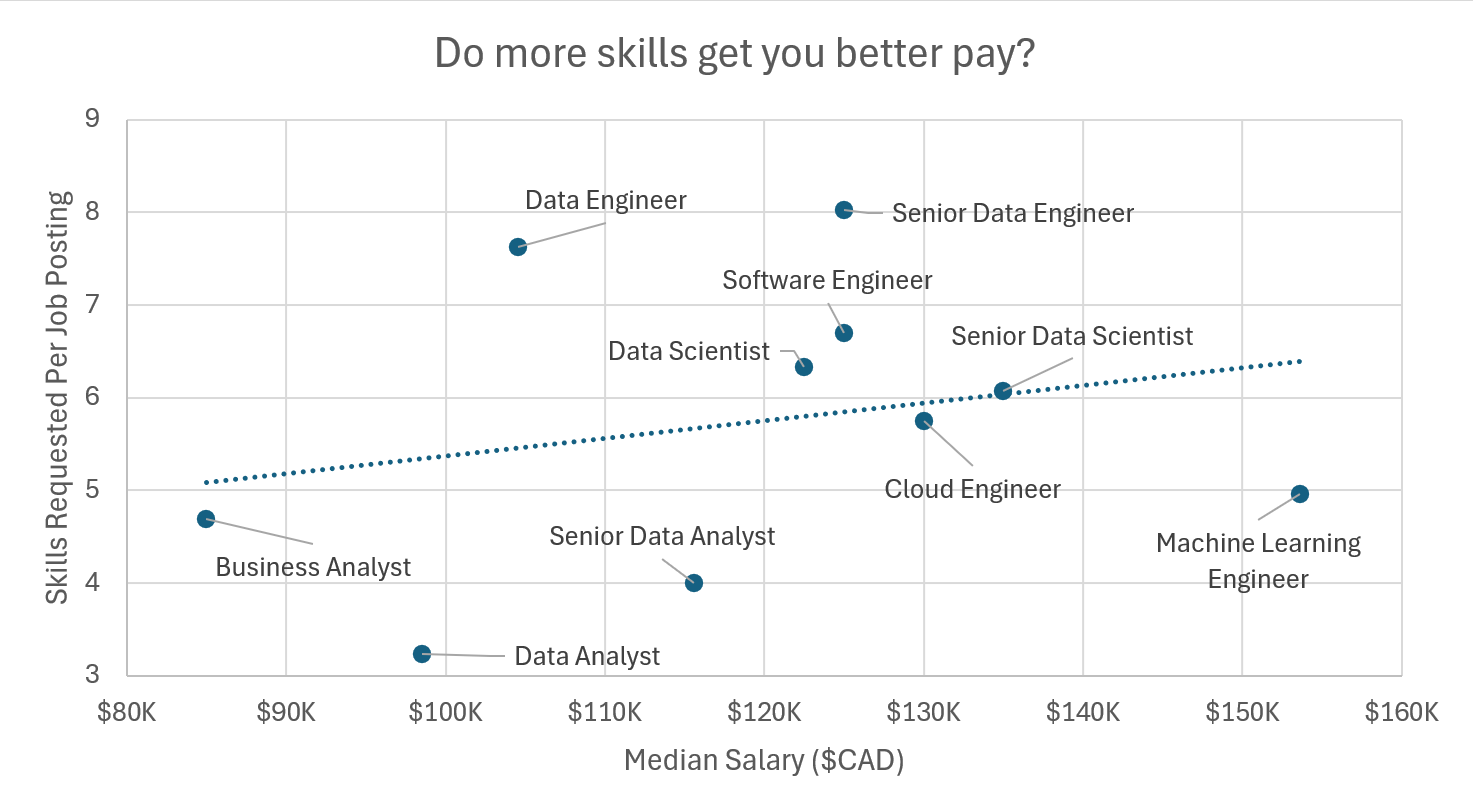 Do more skills get you better pay?
9
Data Engineer
8
Senior Data Engineer
Software Engineer
7
Senior Data Scientist
Data Scientist
6
Cloud Engineer
5
Senior Data Analyst
Machine Learning
Engineer
Business Analyst
4
Data Analyst
3
Skills Requested Per Job Posting
$80K $90K $100K $110K $120K $130K $140K $150K $160K
Median Salary ($CAD)